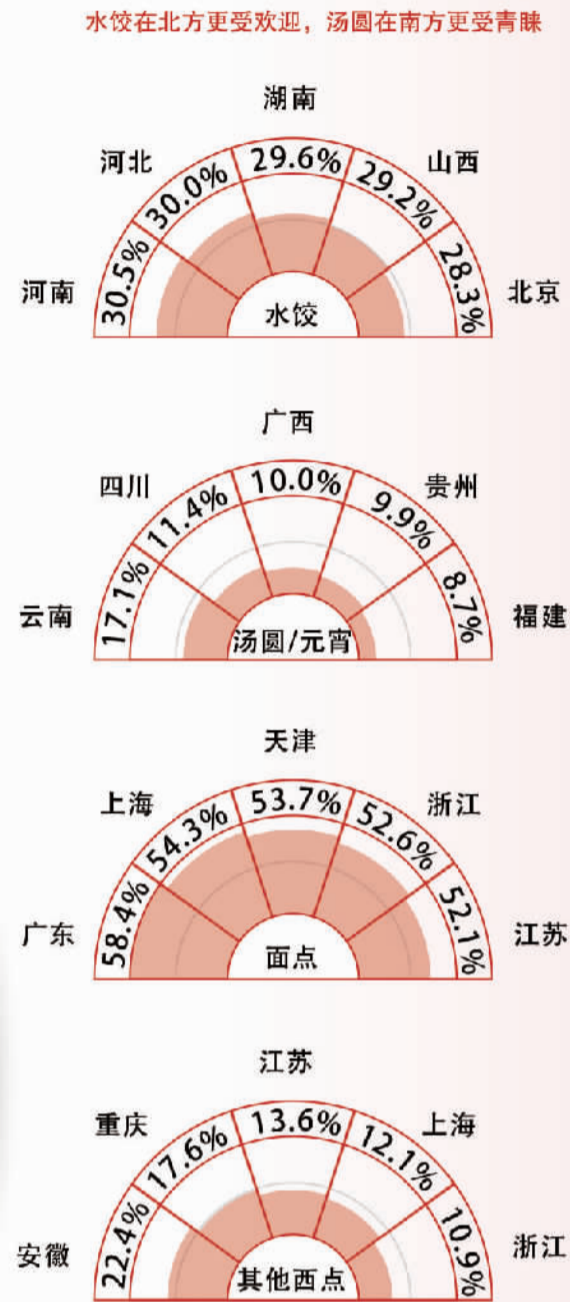 水饺在北方更受欢迎，汤圆在南方更受青睐
湖南
河北
山西
河南
北京
30.5%
30.0%
29.6%
29.2%
28.3%
水饺
广西
四川
贵州
云南
福建
17.1%
11.4%
10.0%
9.9%
8.7%
汤圆/元宵
天津
上海
浙江
广东
江苏
58.4%
54.3%
53.7%
52.6%
52.1%
面点
江苏
重庆
上海
安徽
浙江
22.4%
17.6%
13.6%
12.1%
10.9%
其他西点